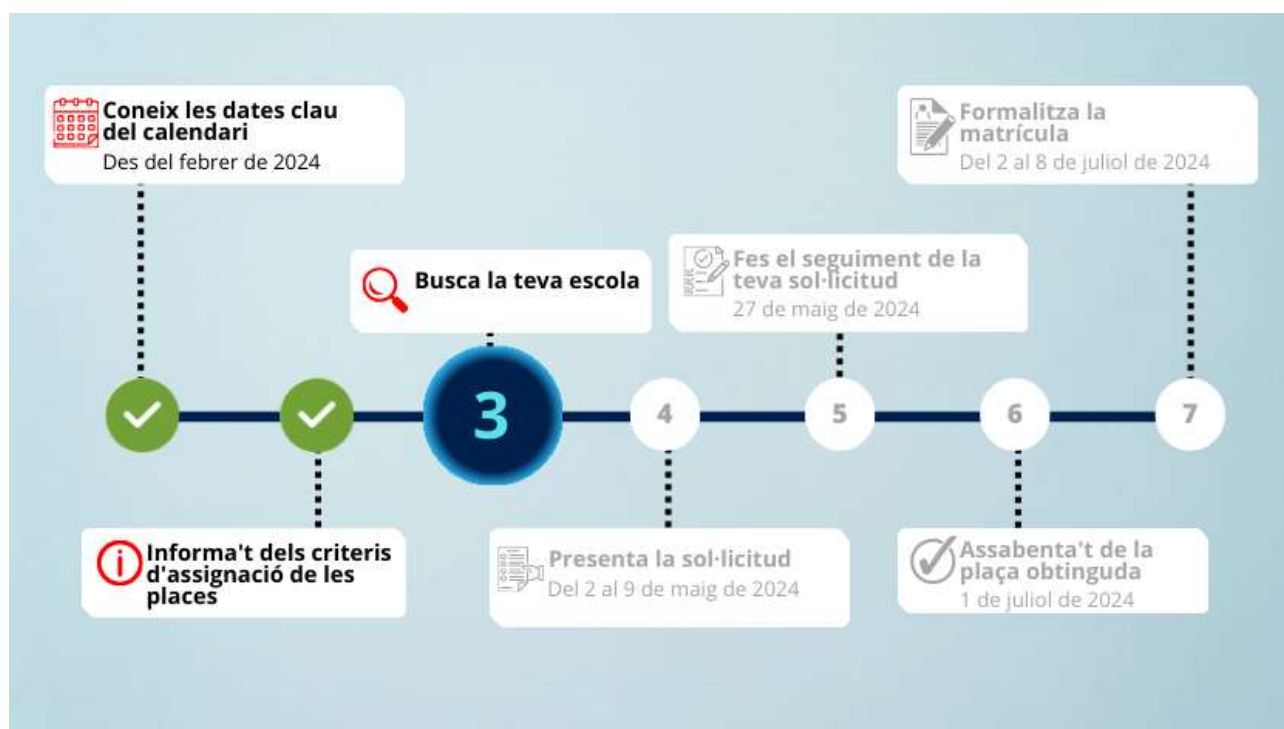 Coneix les dates clau
del calendari
Des del febrer de 2024
Informa't dels criteris
d'assignació de les
places
Busca la teva escola
3
4
Presenta la sol·licitud
Del 2 al 9 de maig de 2024
Fes el seguiment de la
teva sol·licitud
27 de maig de 2024
5
6
Assabenta't de la
plaça obtinguda
1 de juliol de 2024
Formalitza la
matrícula
Del 2 al 8 de juliol de 2024
7